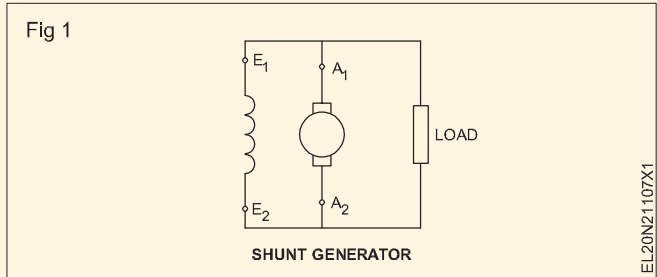 Fig 1
E1
A1
LOAD
E2
A2
SHUNT GENERATOR
EL20N21107X1